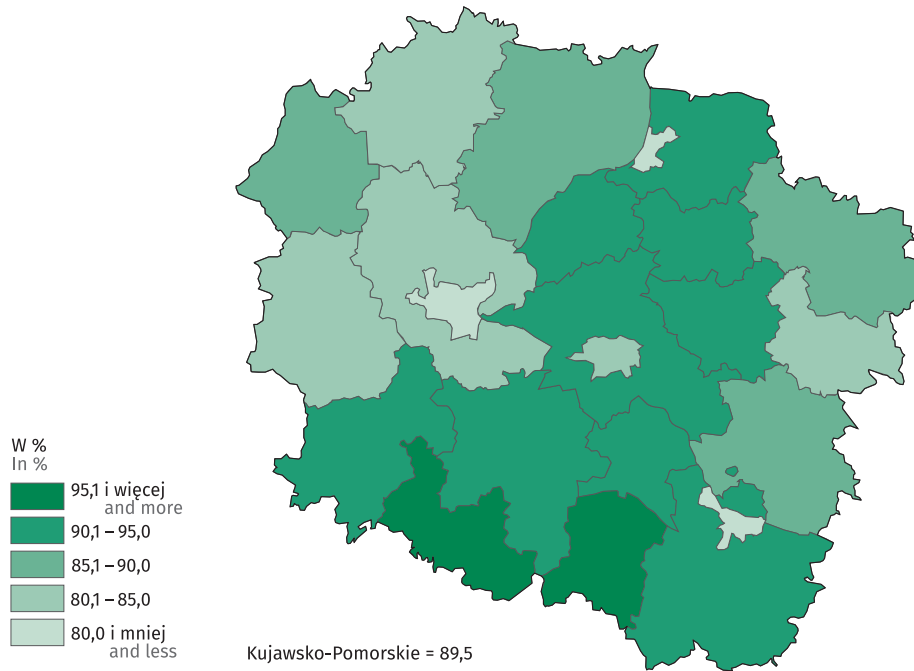 W %
In %
95,1 i więcej
and more
90,1 – 95,0
85,1 – 90,0
80,1 – 85,0
80,0 i mniej
and less
Kujawsko-Pomorskie = 89,5